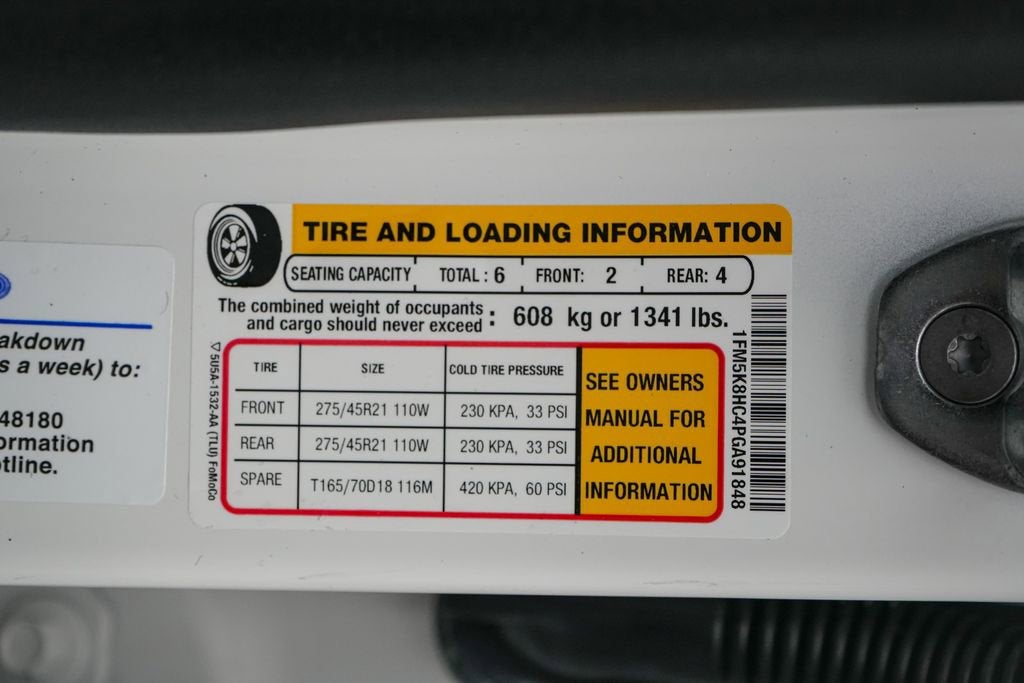 TIRE AND LOADING INFORMATION
SEATING CAPACITY TOTAL : 6 FRONT: 2 REAR: 4
The combined weight of occupants
and cargo should never exceed : 608 kg or 1341 lbs.
TIRE SIZE COLD TIRE PRESSURE
FRONT 275/45R21 110W 230 KPA, 33 PSI
REAR 275/45R21 110W 230 KPA, 33 PSI
SPARE T165/70D18 116M 420 KPA, 60 PSI
SEE OWNERS
MANUAL FOR
ADDITIONAL
INFORMATION
▽5U5A-1532-AA (TLU) FoMoCo
1FM5K8HC4PGA91848
akdown
s a week) to:
48180
ormation
tline.